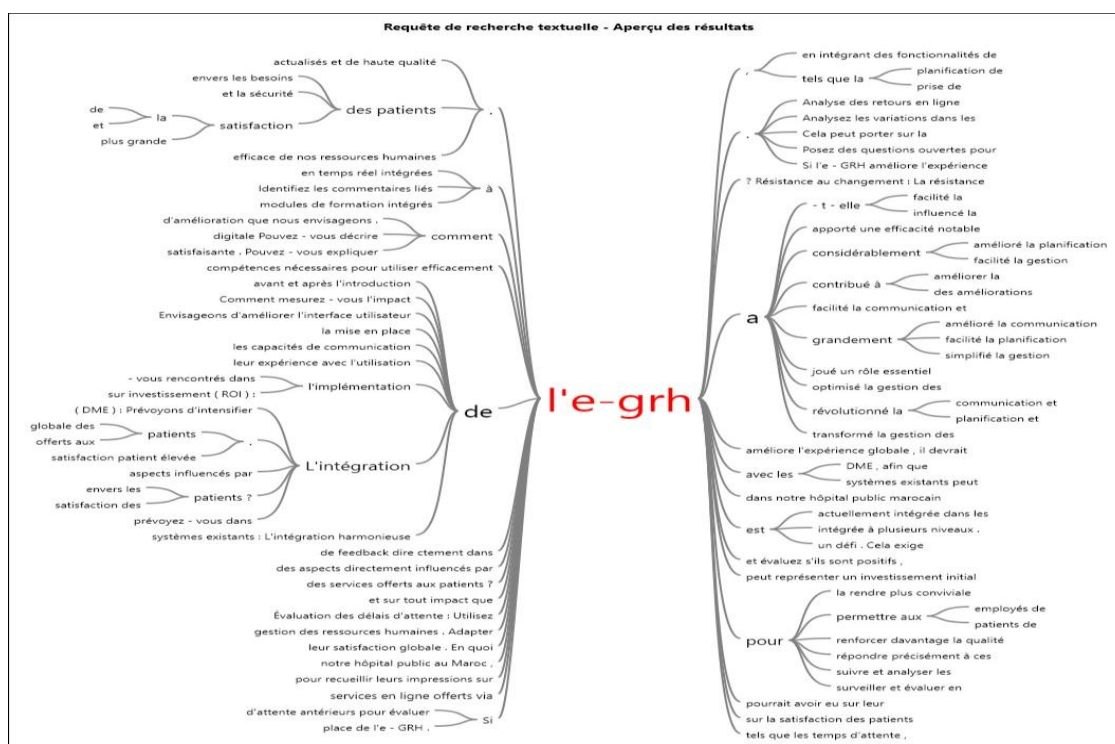 Requête de recherche textuelle - Aperçu des résultats
actualisés et de haute qualité
envers les besoins
et la sécurité
des patients
.
de
la
et
satisfaction
plus grande
efficace de nos ressources humaines
en temps réel intégrées
Identifiez les commentaires liés
à
modules de formation intégrés
d'amélioration que nous envisageons .
digitale Pouvez - vous décrire
comment
satisfaisante . Pouvez - vous expliquer
compétences nécessaires pour utiliser efficacement
avant et après l'introduction
Comment mesurez - vous l'impact
Envisageons d'améliorer l'interface utilisateur
la mise en place
les capacités de communication
leur expérience avec l'utilisation
- vous rencontrés dans
l'implémentation
sur investissement ( ROI ) :
de
( DME ) : Prévoyons d'intensifier
globale des
patients
offerts aux
.
satisfaction patient élevée
aspects influencés par
L'intégration
envers les
patients ?
satisfaction des
prévoyez - vous dans
systèmes existants : L'intégration harmonieuse
de feedback dire ctement dans
des aspects directement influencés par
des services offerts aux patients ?
et sur tout impact que
Évaluation des délais d'attente : Utilisez
gestion des ressources humaines . Adapter
leur satisfaction globale . En quoi
notre hôpital public au Maroc ,
pour recueillir leurs impressions sur
services en ligne offerts via
d'attente antérieurs pour évaluer
Si
place de l'e - GRH .
l'e-grh
,
en intégrant des fonctionnalités de
tels que la
planification de
prise de
.
Analyse des retours en ligne
Analysez les variations dans les
Cela peut porter sur la
Posez des questions ouvertes pour
Si l'e - GRH améliore l'expérience
? Résistance au changement : La résistance
a
- t - elle
facilité la
influencé la
apporté une efficacité notable
considérablement
amélioré la planification
facilité la gestion
contribué à
améliorer la
des améliorations
facilité la communication et
grandement
amélioré la communication
facilité la planification
simplifié la gestion
joué un rôle essentiel
optimisé la gestion des
révolutionné la
communication et
planification et
transformé la gestion des
améliore l'expérience globale , il devrait
avec les
DME , afin que
systèmes existants peut
dans notre hôpital public marocain
est
actuellement intégrée dans les
intégrée à plusieurs niveaux .
un défi . Cela exige
et évaluez s'ils sont positifs ,
peut représenter un investissement initial
pour
la rendre plus conviviale
permettre aux
employés de
patients de
renforcer davantage la qualité
répondre précisément à ces
suivre et analyser les
surveiller et évaluer en
pourrait avoir eu sur leur
sur la satisfaction des patients
tels que les temps d'attente ,